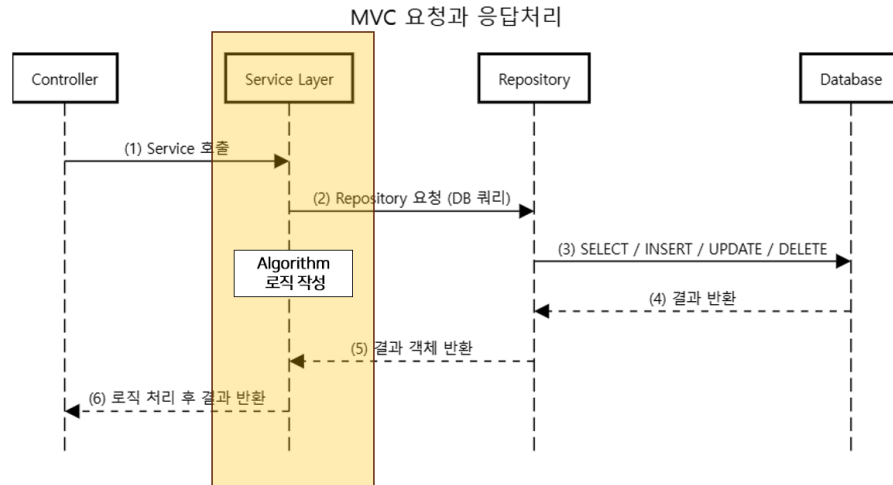 MVC 요청과 응답처리
Controller
Service Layer
Repository
Database
(1) Service 호출
(2) Repository 요청 (DB 쿼리)
(3) SELECT / INSERT / UPDATE / DELETE
Algorithm
로직 작성
(4) 결과 반환
(5) 결과 객체 반환
(6) 로직 처리 후 결과 반환